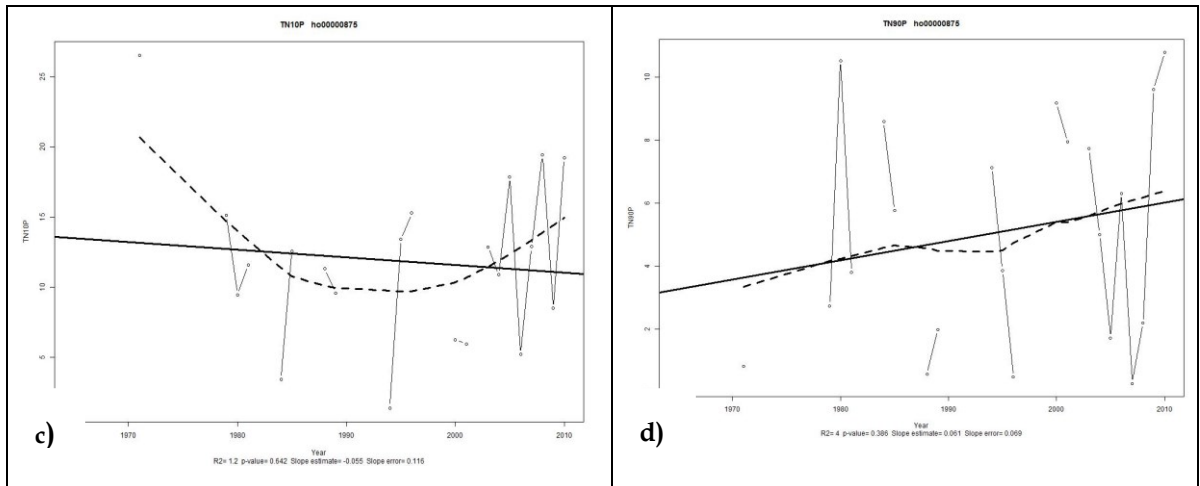 TN10P ho00000875
25
20
15
10
5
TN10P
1970
1980
1990
2000
2010
Year
R2= 1.2 p-value= 0.642 Slope estimate= -0.055 Slope error= 0.116
c)
TN90P ho00000875
10
8
6
4
2
TN90P
1970
1980
1990
2000
2010
Year
R2= 4 p-value= 0.386 Slope estimate= 0.061 Slope error= 0.069
d)